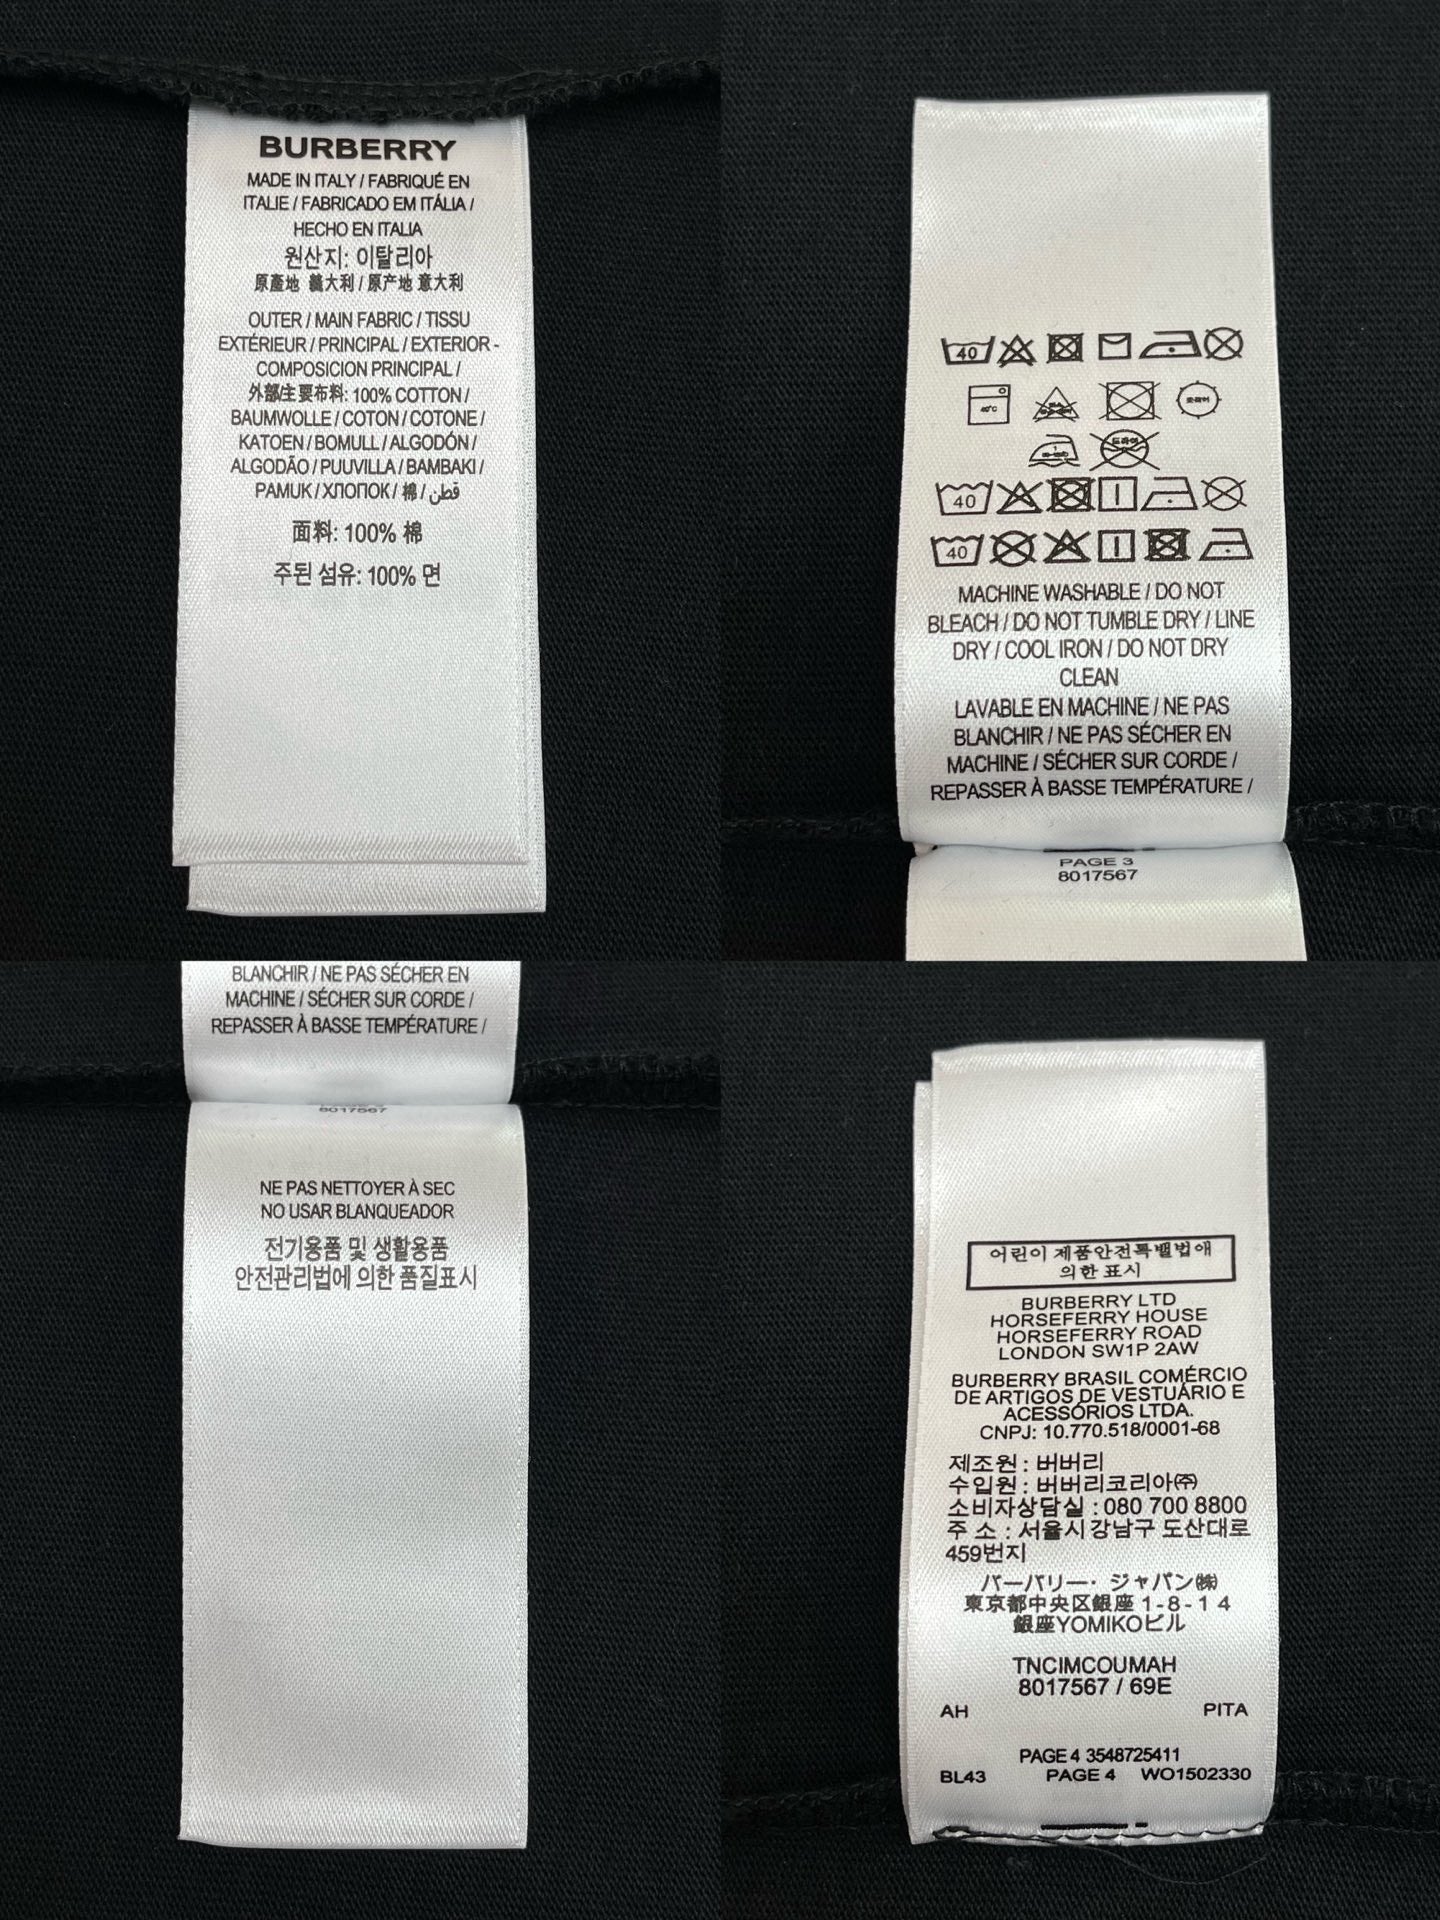 BURBERRY
MADE IN ITALY / FABRIQUÉ EN
ITALIE / FABRICADO EM ITÁLIA /
HECHO EN ITALIA
원산지: 이탈리아
原產地 義大利 / 原产地 意大利
OUTER / MAIN FABRIC / TISSU
EXTÉRIEUR / PRINCIPAL / EXTERIOR -
COMPOSICION PRINCIPAL /
外部/主要布料: 100% COTTON /
BAUMWOLLE / COTON / COTONE /
KATOEN / BOMULL / ALGODÓN /
ALGODÃO / PUUVILLA / BAMBAKI /
PAMUK / ХЛОПОК / 棉 / قطن
面料: 100% 棉
주된 섬유: 100% 면
40
40°C
드라이
40
40
MACHINE WASHABLE / DO NOT
BLEACH / DO NOT TUMBLE DRY / LINE
DRY / COOL IRON / DO NOT DRY
CLEAN
LAVABLE EN MACHINE / NE PAS
BLANCHIR / NE PAS SÉCHER EN
MACHINE / SÉCHER SUR CORDE /
REPASSER À BASSE TEMPÉRATURE /
PAGE 3
8017567
BLANCHIR / NE PAS SÉCHER EN
MACHINE / SÉCHER SUR CORDE /
REPASSER À BASSE TEMPÉRATURE /
PAGE 3
8017567
NE PAS NETTOYER À SEC
NO USAR BLANQUEADOR
전기용품 및 생활용품
안전관리법에 의한 품질표시
어린이 제품안전특별법애
의한 표시
BURBERRY LTD
HORSEFERRY HOUSE
HORSEFERRY ROAD
LONDON SW1P 2AW
BURBERRY BRASIL COMÉRCIO
DE ARTIGOS DE VESTUÁRIO E
ACESSÓRIOS LTDA.
CNPJ: 10.770.518/0001-68
제조원 : 버버리
수입원 : 버버리코리아㈜
소비자상담실 : 080 700 8800
주 소 : 서울시 강남구 도산대로
459번지
バーバリー・ジャパン㈱
東京都中央区銀座 1-8-1 4
銀座YOMIKOビル
TNCIMCOUMAH
8017567 / 69E
AH PITA
PAGE 4 3548725411
BL43 PAGE 4 WO1502330